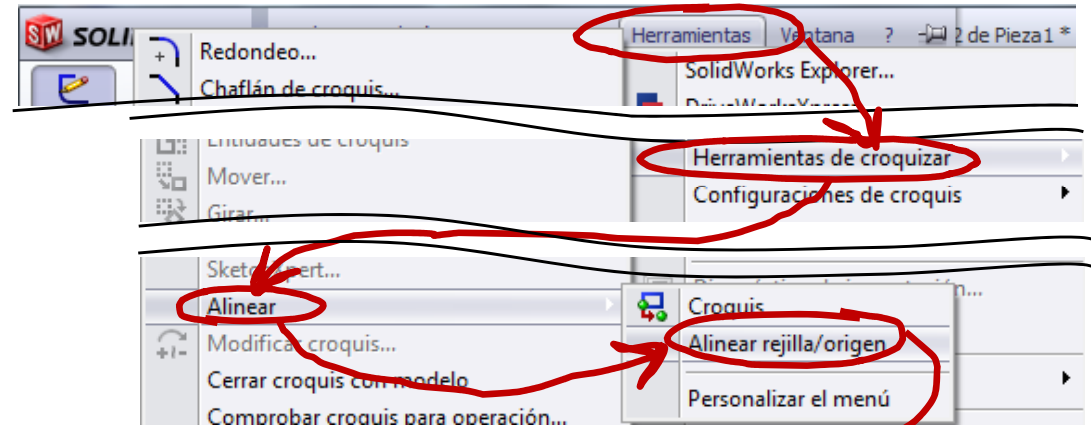 SOLI
Herramientas Ventana ? 2 de Pieza1 *
Redondeo...
SolidWorks Explorer...
Chaflán de croquis...
DriveWorksXpress
Entidades de croquis
Herramientas de croquizar
Mover...
Configuraciones de croquis
Girar...
SketchXpert...
Alinear
Croquis
Modificar croquis...
Alinear rejilla/origen
Cerrar croquis con modelo
Personalizar el menú
Comprobar croquis para operación...